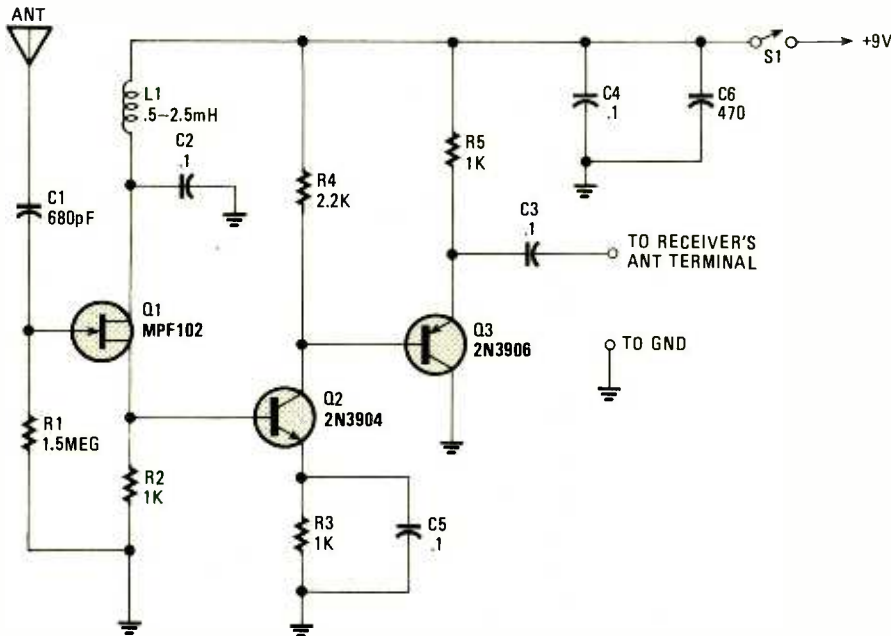 ANT
+9V
S1
L1
.5-2.5mH
C2
.1
C4
.1
C6
470
R5
1K
R4
2.2K
C1
680pF
C3
.1
TO RECEIVER'S
ANT TERMINAL
Q1
MPF102
Q3
2N3906
TO GND
Q2
2N3904
R1
1.5MEG
R2
1K
R3
1K
C5
.1